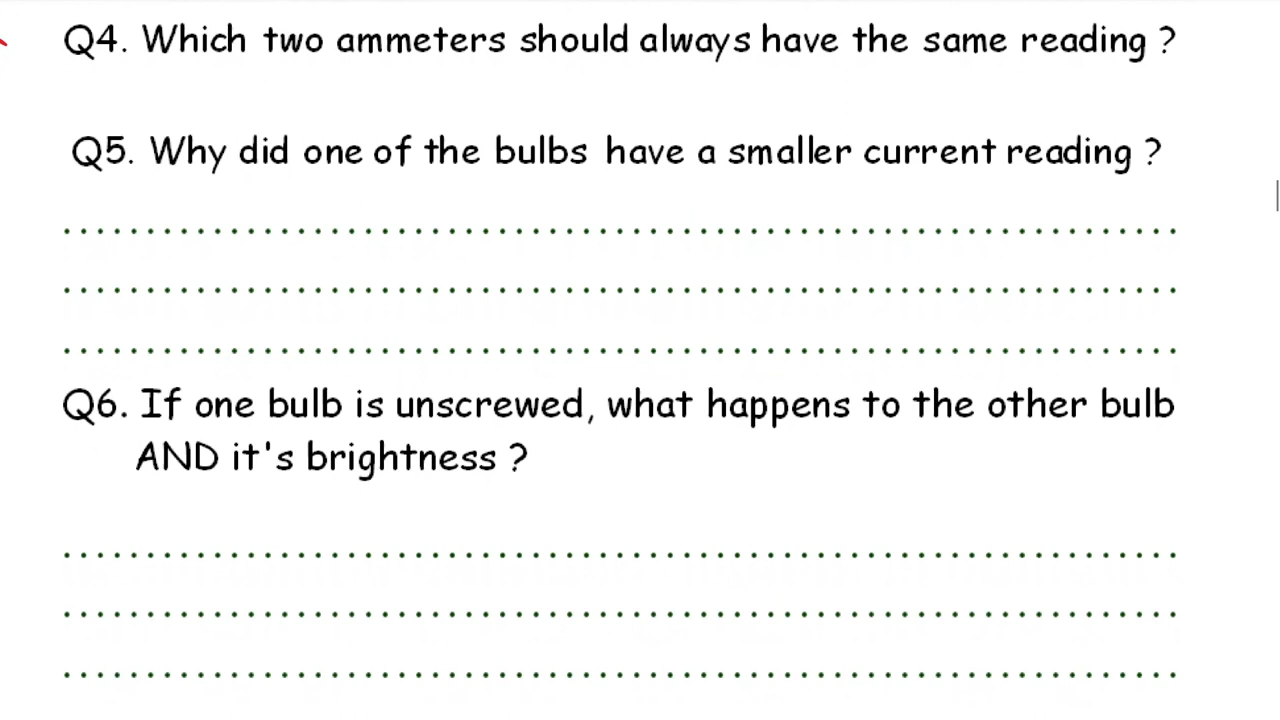 Q4. Which two ammeters should always have the same reading ?
Q5. Why did one of the bulbs have a smaller current reading ?
Q6. If one bulb is unscrewed, what happens to the other bulb
AND it's brightness ?